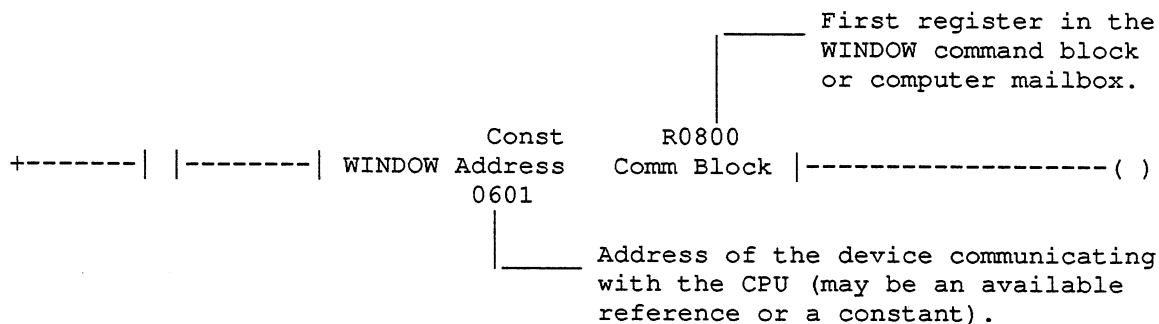 First register in the
WINDOW command block
or computer mailbox.
Const R0800
+-------| |--------| WINDOW Address Comm Block |-------------------( )
0601
Address of the device communicating
with the CPU (may be an available
reference or a constant).